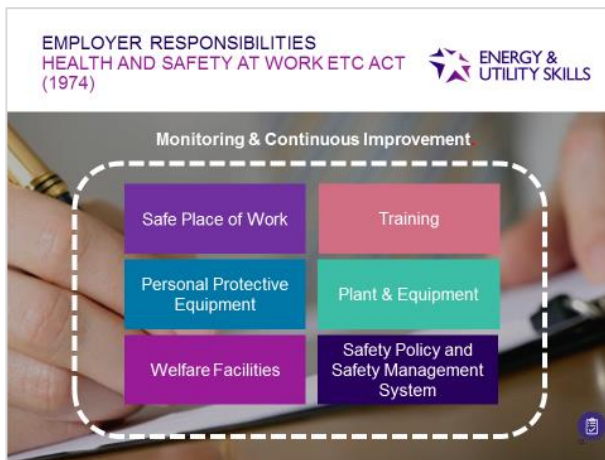 EMPLOYER RESPONSIBILITIES
HEALTH AND SAFETY AT WORK ETC ACT
(1974)
ENERGY &
UTILITY SKILLS
Monitoring & Continuous Improvement.
Safe Place of Work
Training
Personal Protective
Equipment
Plant & Equipment
Welfare Facilities
Safety Policy and
Safety Management
System